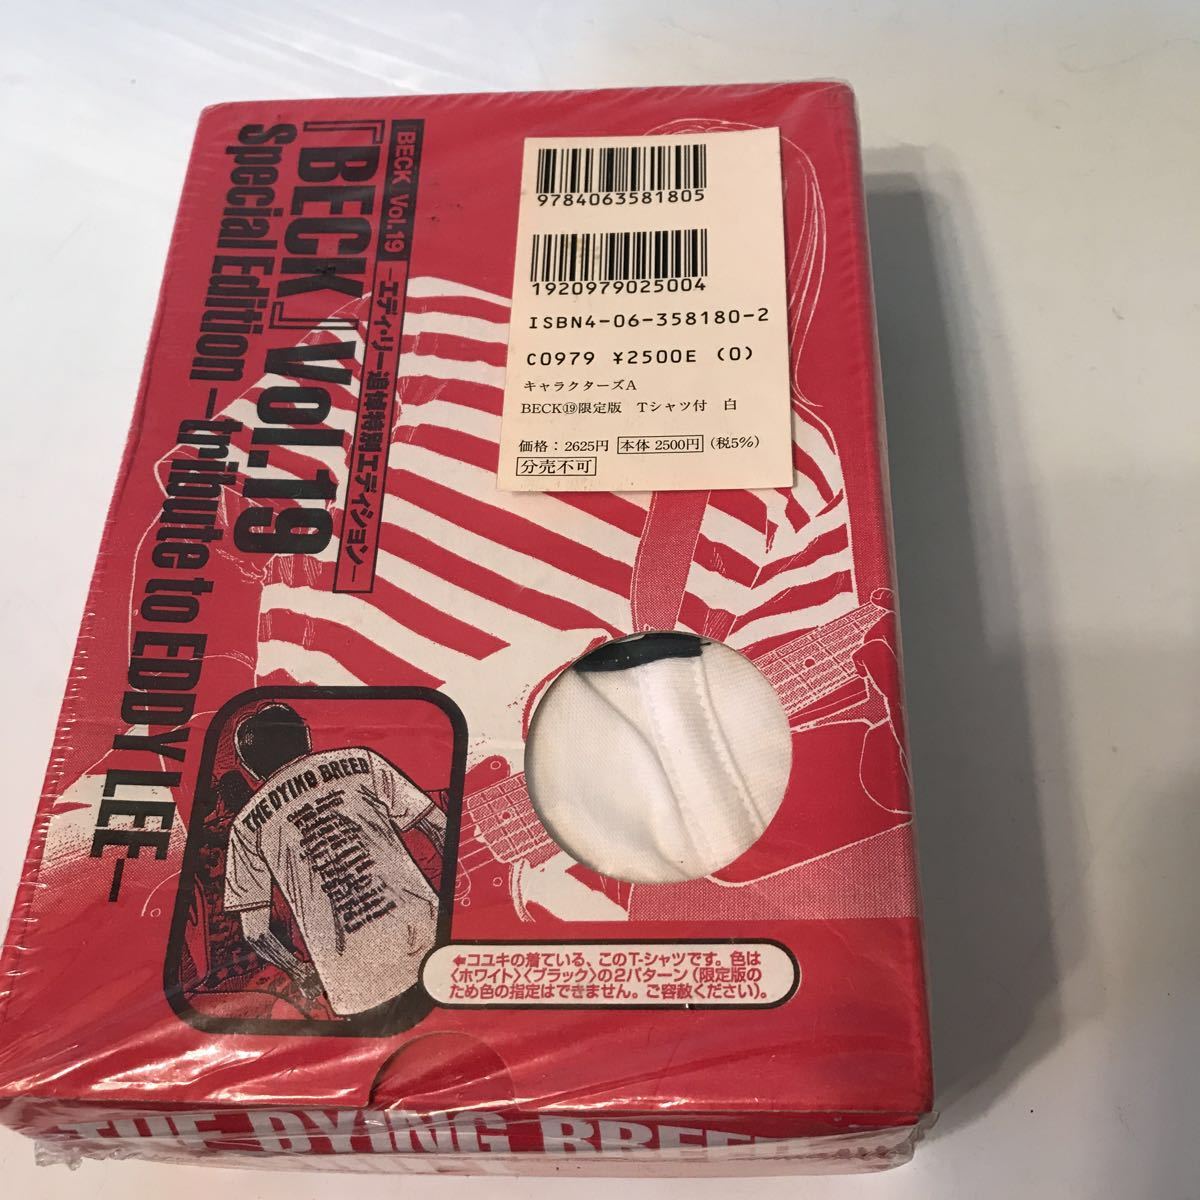 『BECK』Vol.19
-エディ・リー追悼特別エディション-
『BECK』Vol.19
Special Edition -tribute to EDDY LEE-
9784063581805
1920979025004
ISBN4-06-358180-2
C0979 ¥2500E (0)
キャラクターズA
BECK⑲限定版 Tシャツ付 白
価格：2625円 本体 2500円 (税5%)
分売不可
THE DYING BREED
←コユキの着ている、このT-シャツです。色は
〈ホワイト〉〈ブラック〉の2パターン(限定版の
ため色の指定はできません。ご容赦ください)。
THE DYING BREED